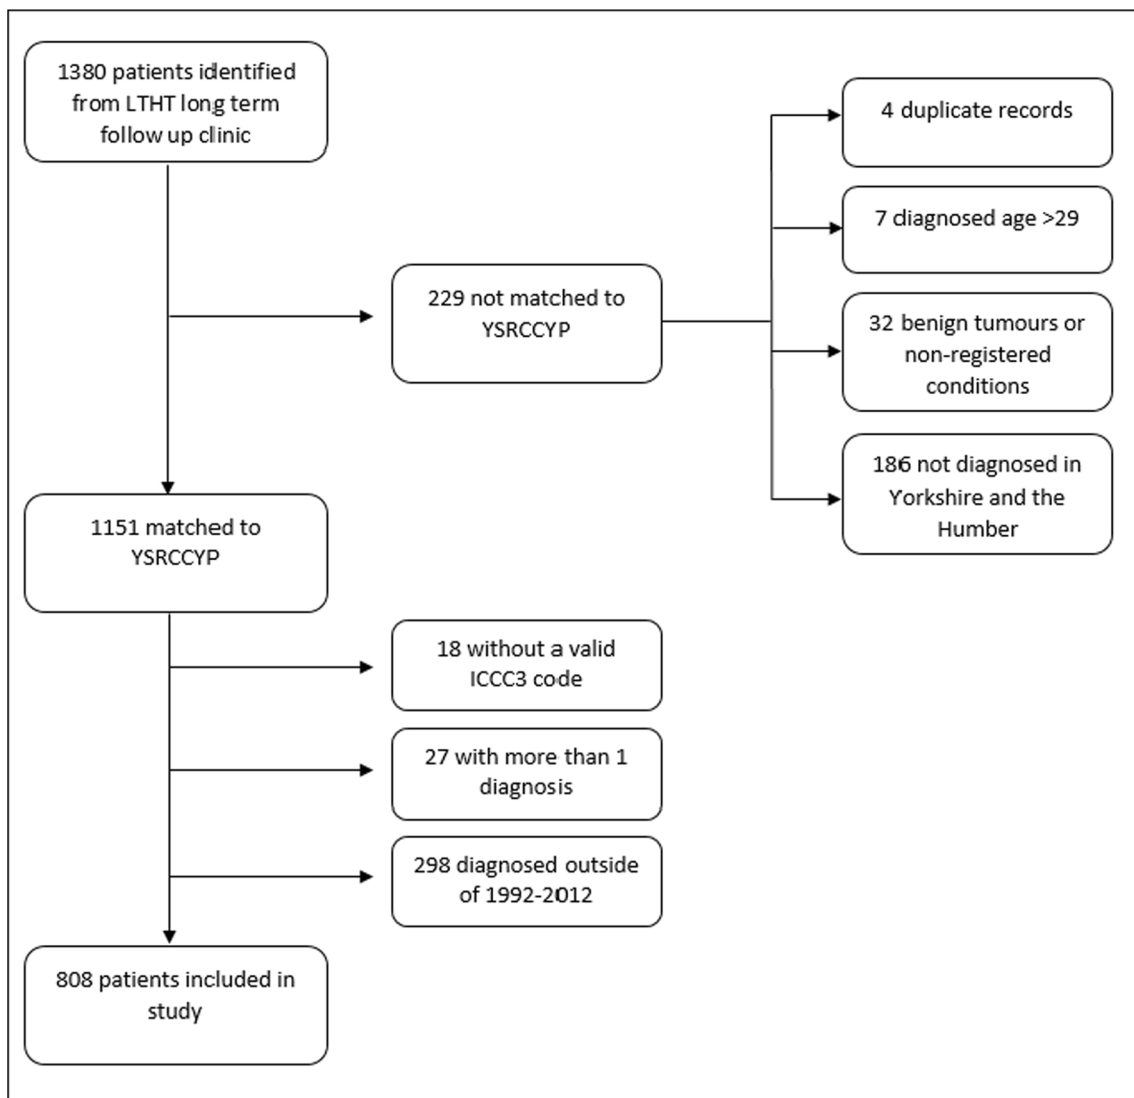 1380 patients identified
from LTHT long term
follow up clinic
4 duplicate records
7 diagnosed age >29
229 not matched to
YSRCCYP
32 benign tumours or
non-registered
conditions
186 not diagnosed in
Yorkshire and the
Humber
1151 matched to
YSRCCYP
18 without a valid
ICCC3 code
27 with more than 1
diagnosis
298 diagnosed outside
of 1992-2012
808 patients included in
study